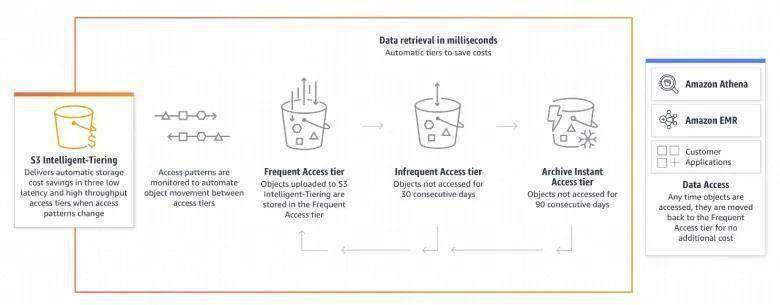 Data retrieval in milliseconds
Automatic tiers to save costs
S3 Intelligent-Tiering
Delivers automatic storage
cost savings in three low
latency and high throughput
access tiers when access
patterns change
Access patterns are
monitored to automate
object movement between
access tiers
Frequent Access tier
Objects uploaded to S3
Intelligent-Tiering are
stored in the Frequent
Access tier
Infrequent Access tier
Objects not accessed for
30 consecutive days
Archive Instant
Access tier
Objects not accessed for
90 consecutive days
Amazon Athena
Amazon EMR
Customer
Applications
Data Access
Any time objects are
accessed, they are moved
back to the Frequent
Access tier for no
additional cost